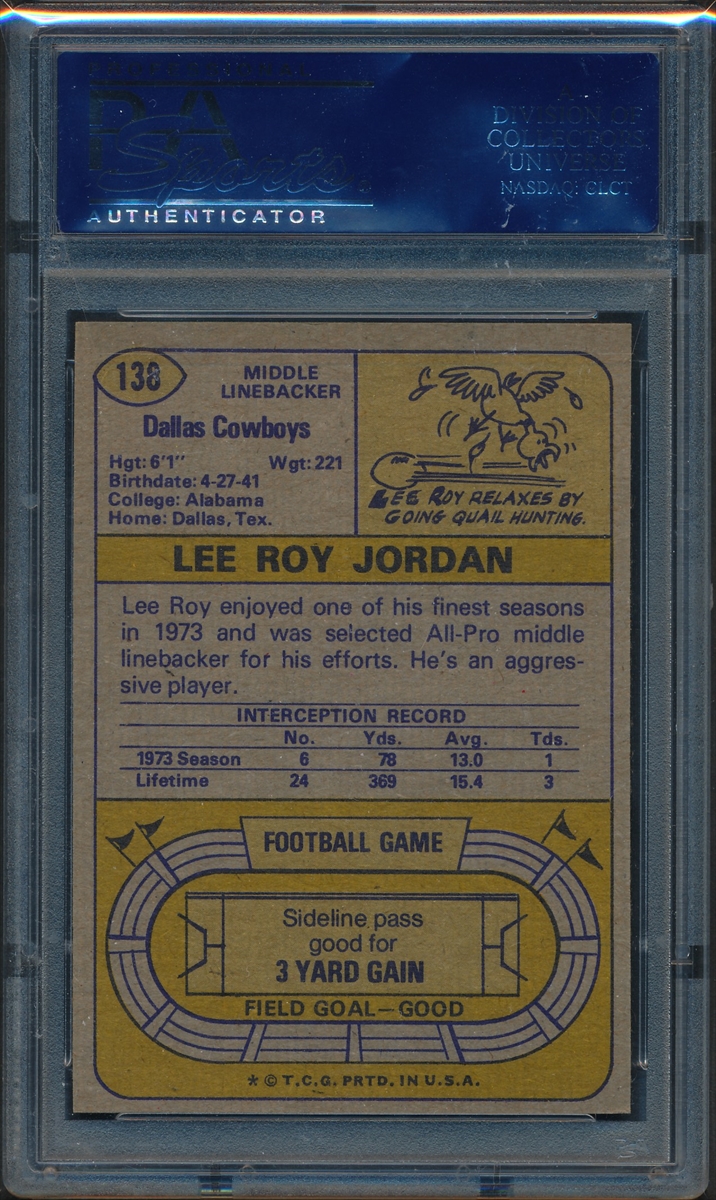 PROFESSIONAL
PSA
Sports
AUTHENTICATOR
A
DIVISION OF
COLLECTORS
UNIVERSE
NASDAQ: CLCT
138
MIDDLE
LINEBACKER
Dallas Cowboys
Hgt: 6'1" Wgt: 221
Birthdate: 4-27-41
College: Alabama
Home: Dallas, Tex.
LEE ROY RELAXES BY
GOING QUAIL HUNTING.
LEE ROY JORDAN
Lee Roy enjoyed one of his finest seasons
in 1973 and was selected All-Pro middle
linebacker for his efforts. He's an aggres-
sive player.
INTERCEPTION RECORD
No. Yds. Avg. Tds.
1973 Season 6 78 13.0 1
Lifetime 24 369 15.4 3
FOOTBALL GAME
Sideline pass
good for
3 YARD GAIN
FIELD GOAL—GOOD
* © T.C.G. PRTD. IN U.S.A.